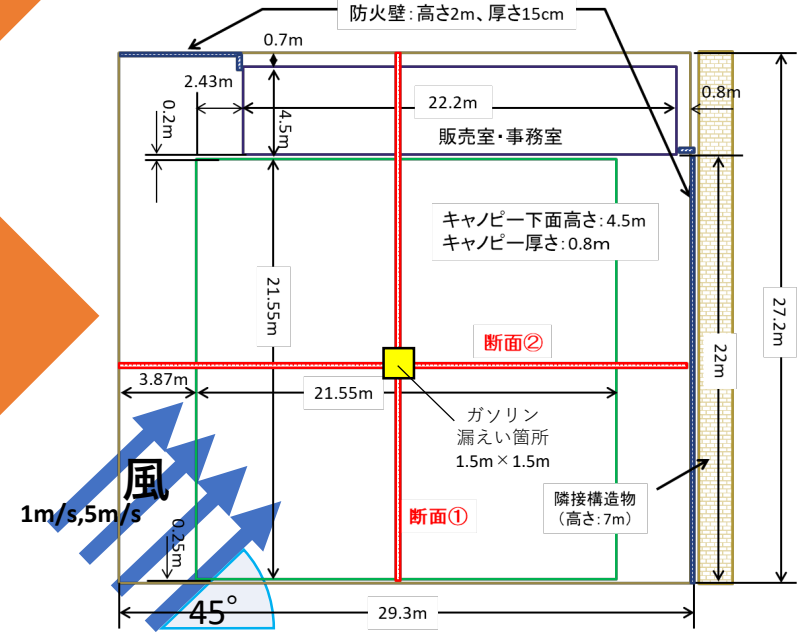 防火壁：高さ2m、厚さ15cm
0.7m
2.43m
0.8m
22.2m
0.2m
4.5m
販売室・事務室
キャノピー下面高さ：4.5m
キャノピー厚さ：0.8m
21.55m
27.2m
断面②
22m
3.87m
21.55m
ガソリン
漏えい箇所
1.5m×1.5m
風
1m/s,5m/s
断面①
隣接構造物
（高さ：7m）
0.25m
45°
29.3m